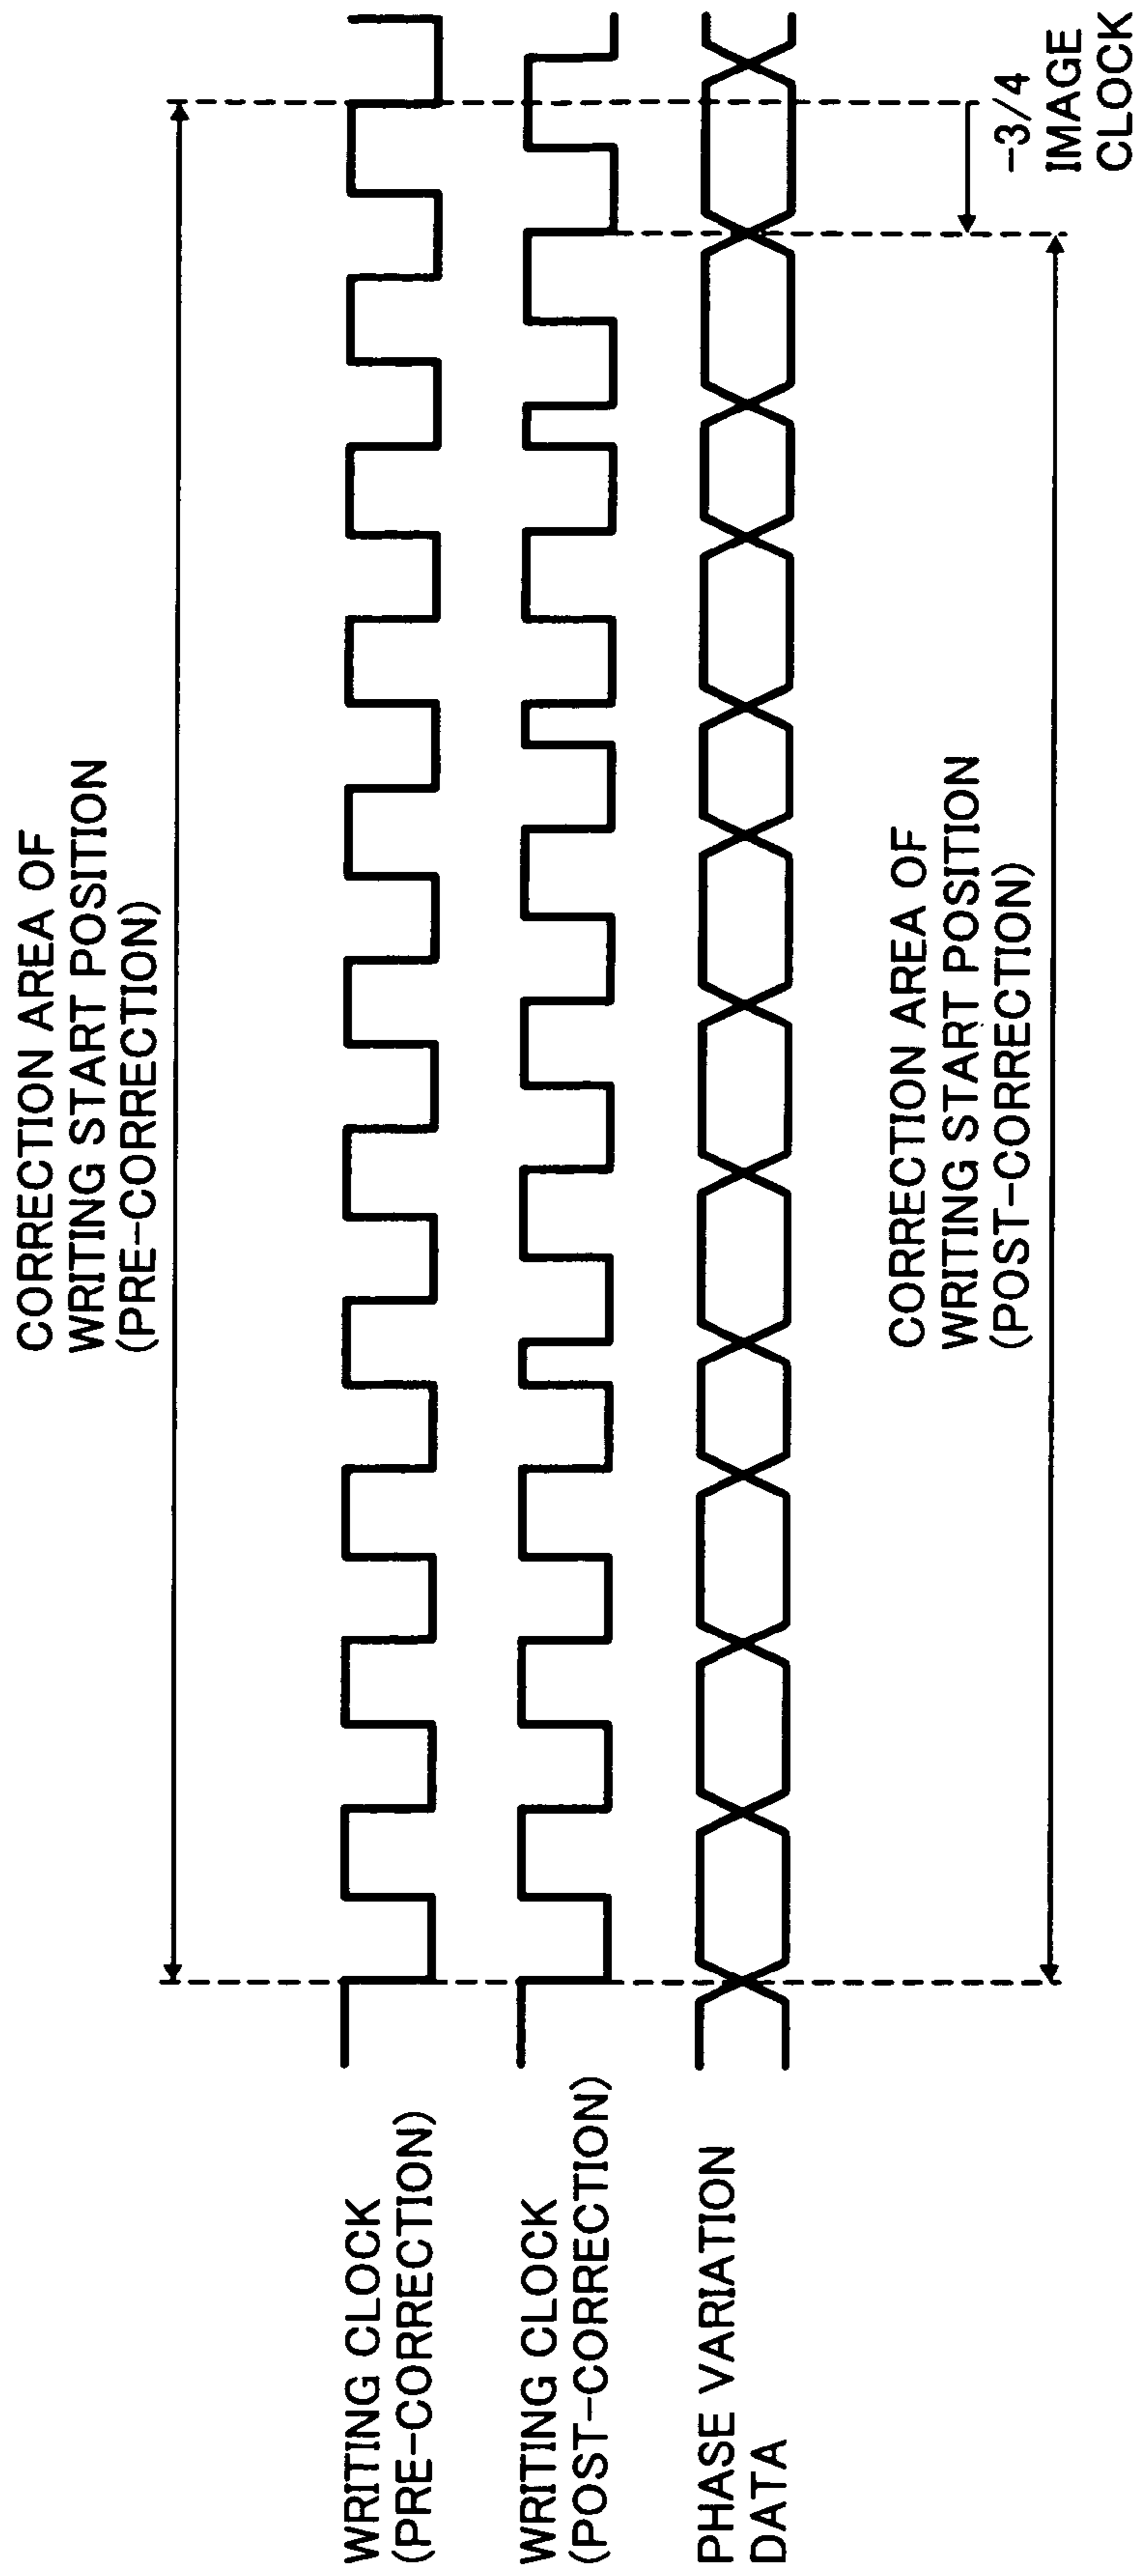 CORRECTION AREA OF
WRITING START POSITION
(PRE-CORRECTION)
WRITING CLOCK
(PRE-CORRECTION)
WRITING CLOCK
(POST-CORRECTION)
PHASE VARIATION
DATA
CORRECTION AREA OF
WRITING START POSITION
(POST-CORRECTION)
-3/4
IMAGE
CLOCK